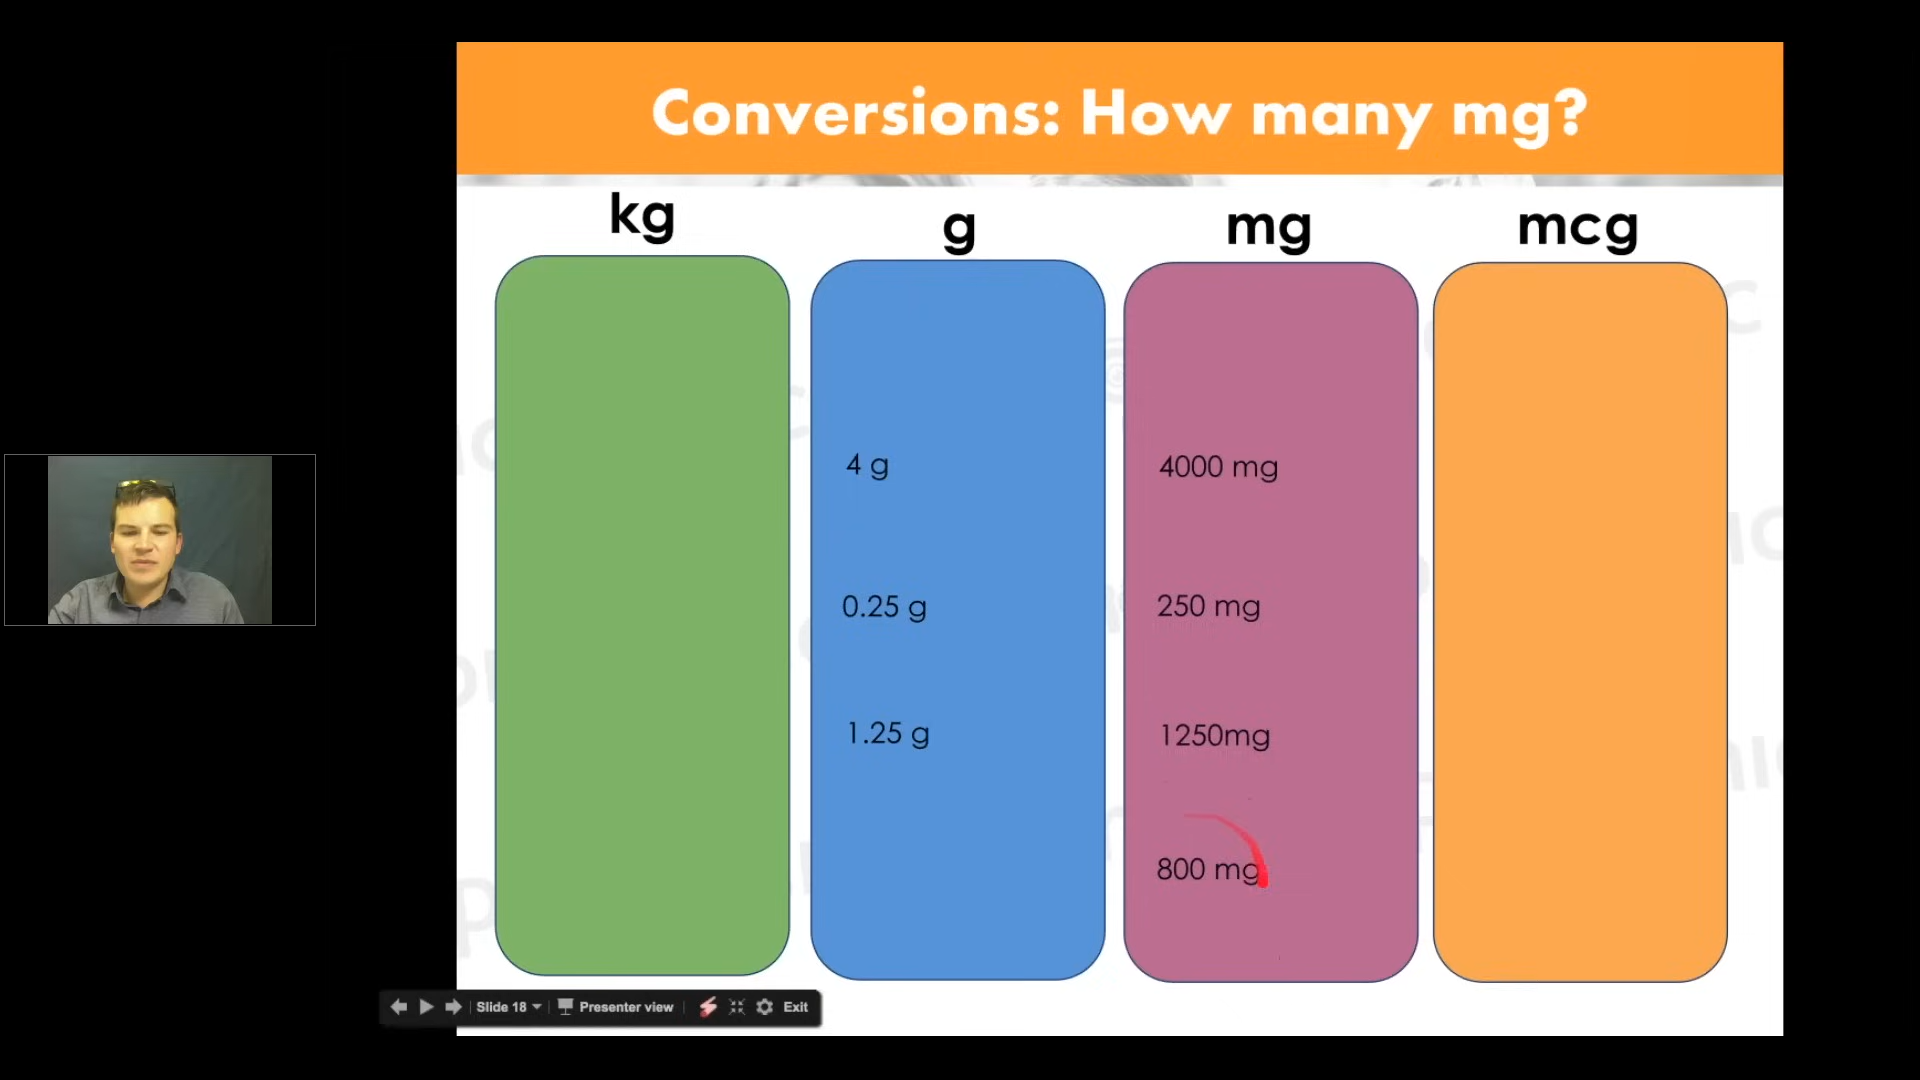 Conversions: How many mg?
kg
g
mg
mcg
4 g
4000 mg
0.25 g
250 mg
1.25 g
1250mg
800 mg
Slide 18
Presenter view
Exit